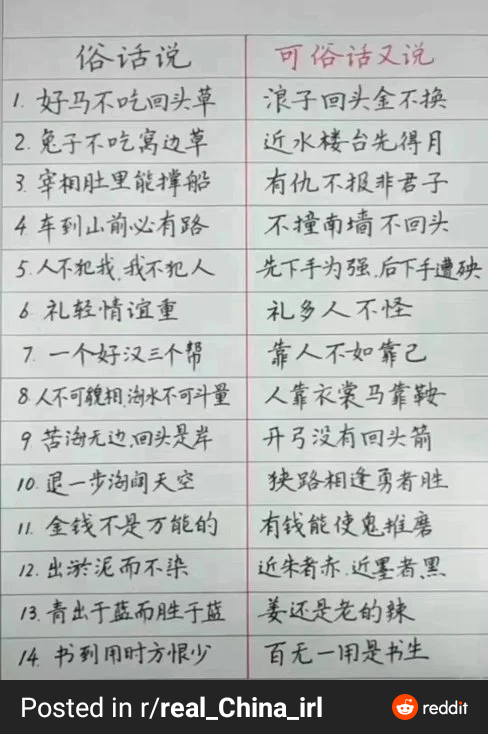 俗话说 可俗话又说
1. 好马不吃回头草 浪子回头金不换
2. 兔子不吃窝边草 近水楼台先得月
3. 宰相肚里能撑船 有仇不报非君子
4 车到山前必有路 不撞南墙不回头
5. 人不犯我,我不犯人 先下手为强,后下手遭殃
6 礼轻情谊重 礼多人不怪
7. 一个好汉三个帮 靠人不如靠己
8. 人不可貌相,海水不可斗量 人靠衣裳马靠鞍
9 苦海无边,回头是岸 开弓没有回头箭
10. 退一步海阔天空 狭路相逢勇者胜
11. 金钱不是万能的 有钱能使鬼推磨
12. 出淤泥而不染 近朱者赤.近墨者黑
13. 青出于蓝而胜于蓝 姜还是老的辣
14. 书到用时方恨少 百无一用是书生
Posted in r/real_China_irl reddit